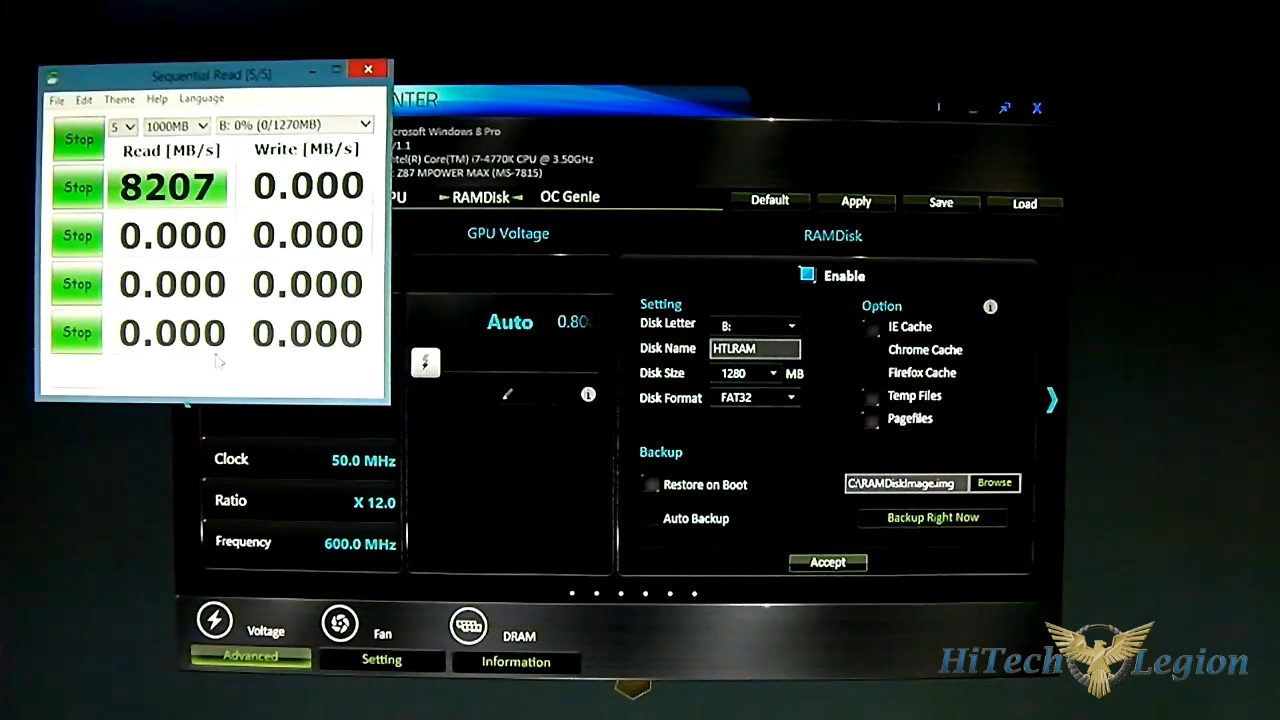 Sequential Read [5/5]
File Edit Theme Help Language
Stop 5 1000MB B: 0% (0/1270MB)
Read [MB/s] Write [MB/s]
Stop 8207 0.000
Stop 0.000 0.000
Stop 0.000 0.000
Stop 0.000 0.000
NTER
crosoft Windows 8 Pro
/1.1
ntel(R) Core(TM) i7-4770K CPU @ 3.50GHz
: Z87 MPOWER MAX (MS-7815)
PU RAMDisk OC Genie
Default Apply Save Load
GPU Voltage
Auto 0.80
RAMDisk
Enable
Setting
Disk Letter B:
Disk Name HTLRAM
Disk Size 1280 MB
Disk Format FAT32
Option
IE Cache
Chrome Cache
Firefox Cache
Temp Files
Pagefiles
Backup
Restore on Boot C:\RAMDiskImage.img Browse
Auto Backup Backup Right Now
Accept
Clock 50.0 MHz
Ratio X 12.0
Frequency 600.0 MHz
Voltage Fan DRAM
Advanced Setting Information
HiTech Legion